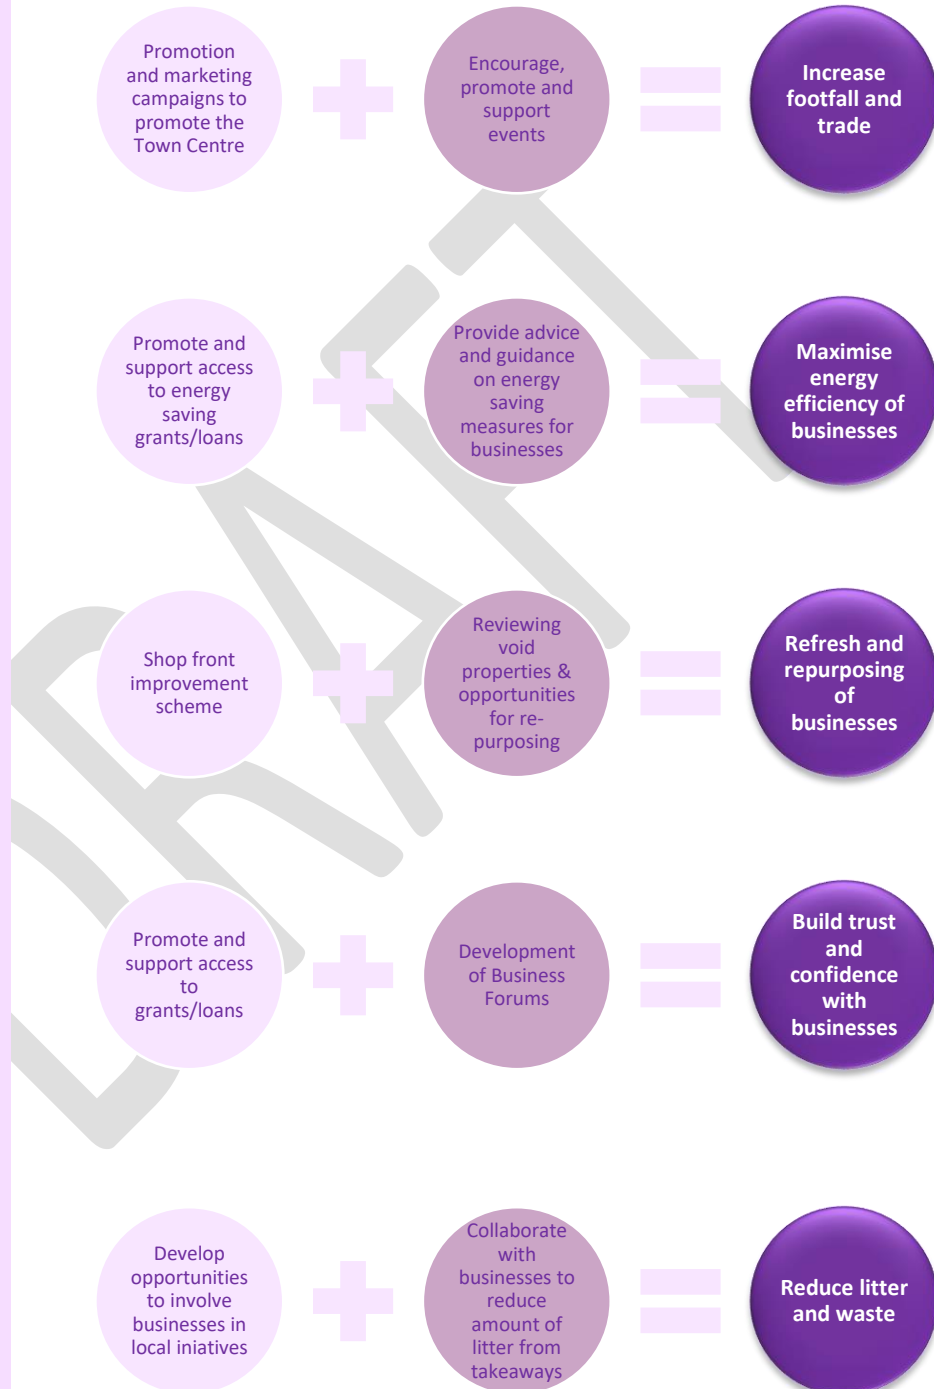 Promotion
and marketing
campaigns to
promote the
Town Centre
Encourage,
promote and
support
events
Increase
footfall and
trade
Promote and
support access
to energy
saving
grants/loans
Provide advice
and guidance
on energy
saving
measures for
businesses
Maximise
energy
efficiency of
businesses
Shop front
improvement
scheme
Reviewing
void
properties &
opportunities
for re-
purposing
Refresh and
repurposing
of
businesses
Promote and
support access
to
grants/loans
Development
of Business
Forums
Build trust
and
confidence
with
businesses
Develop
opportunities
to involve
businesses in
local iniatives
Collaborate
with
businesses to
reduce
amount of
litter from
takeaways
Reduce litter
and waste
DRAFT